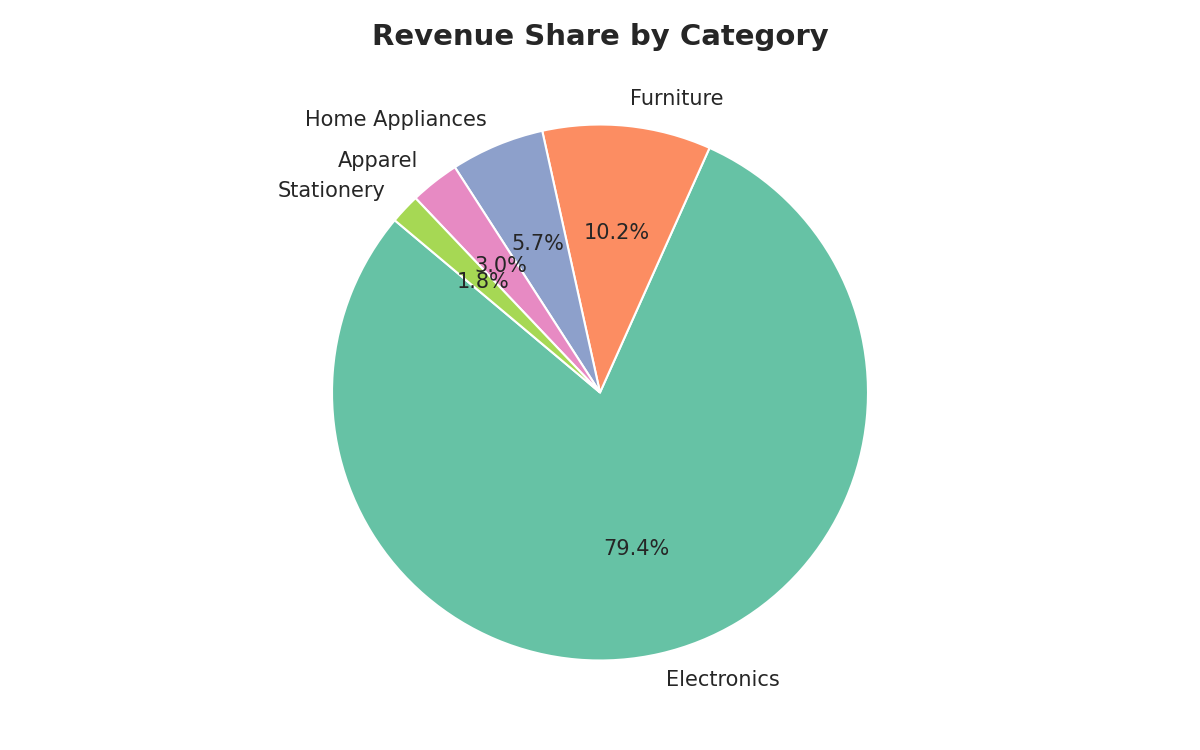 Revenue Share by Category
Furniture
Home Appliances
Apparel
Stationery
10.2%
5.7%
3.0%
1.8%
79.4%
Electronics